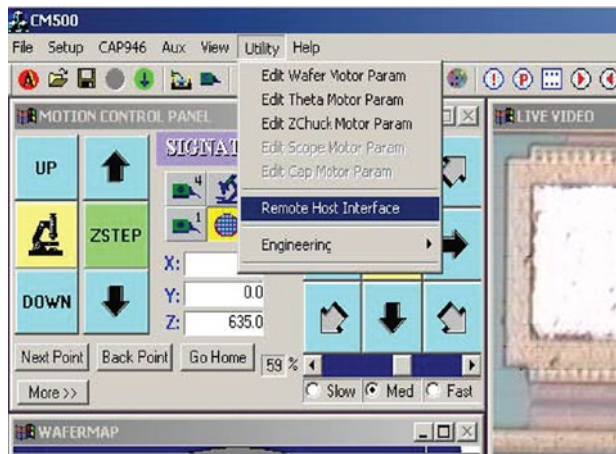 CM500
File Setup CAP946 Aux View Utility Help
Edit Wafer Motor Param
Edit Theta Motor Param
Edit ZChuck Motor Param
Edit Scope Motor Param
Edit Cap Motor Param
Remote Host Interface
Engineering
MOTION CONTROL PANEL
LIVE VIDEO
UP
ZSTEP
DOWN
4
1
X:
Y: 0.0
Z: 635.0
Next Point Back Point Go Home 59 %
More >> Slow Med Fast
WAFERMAP